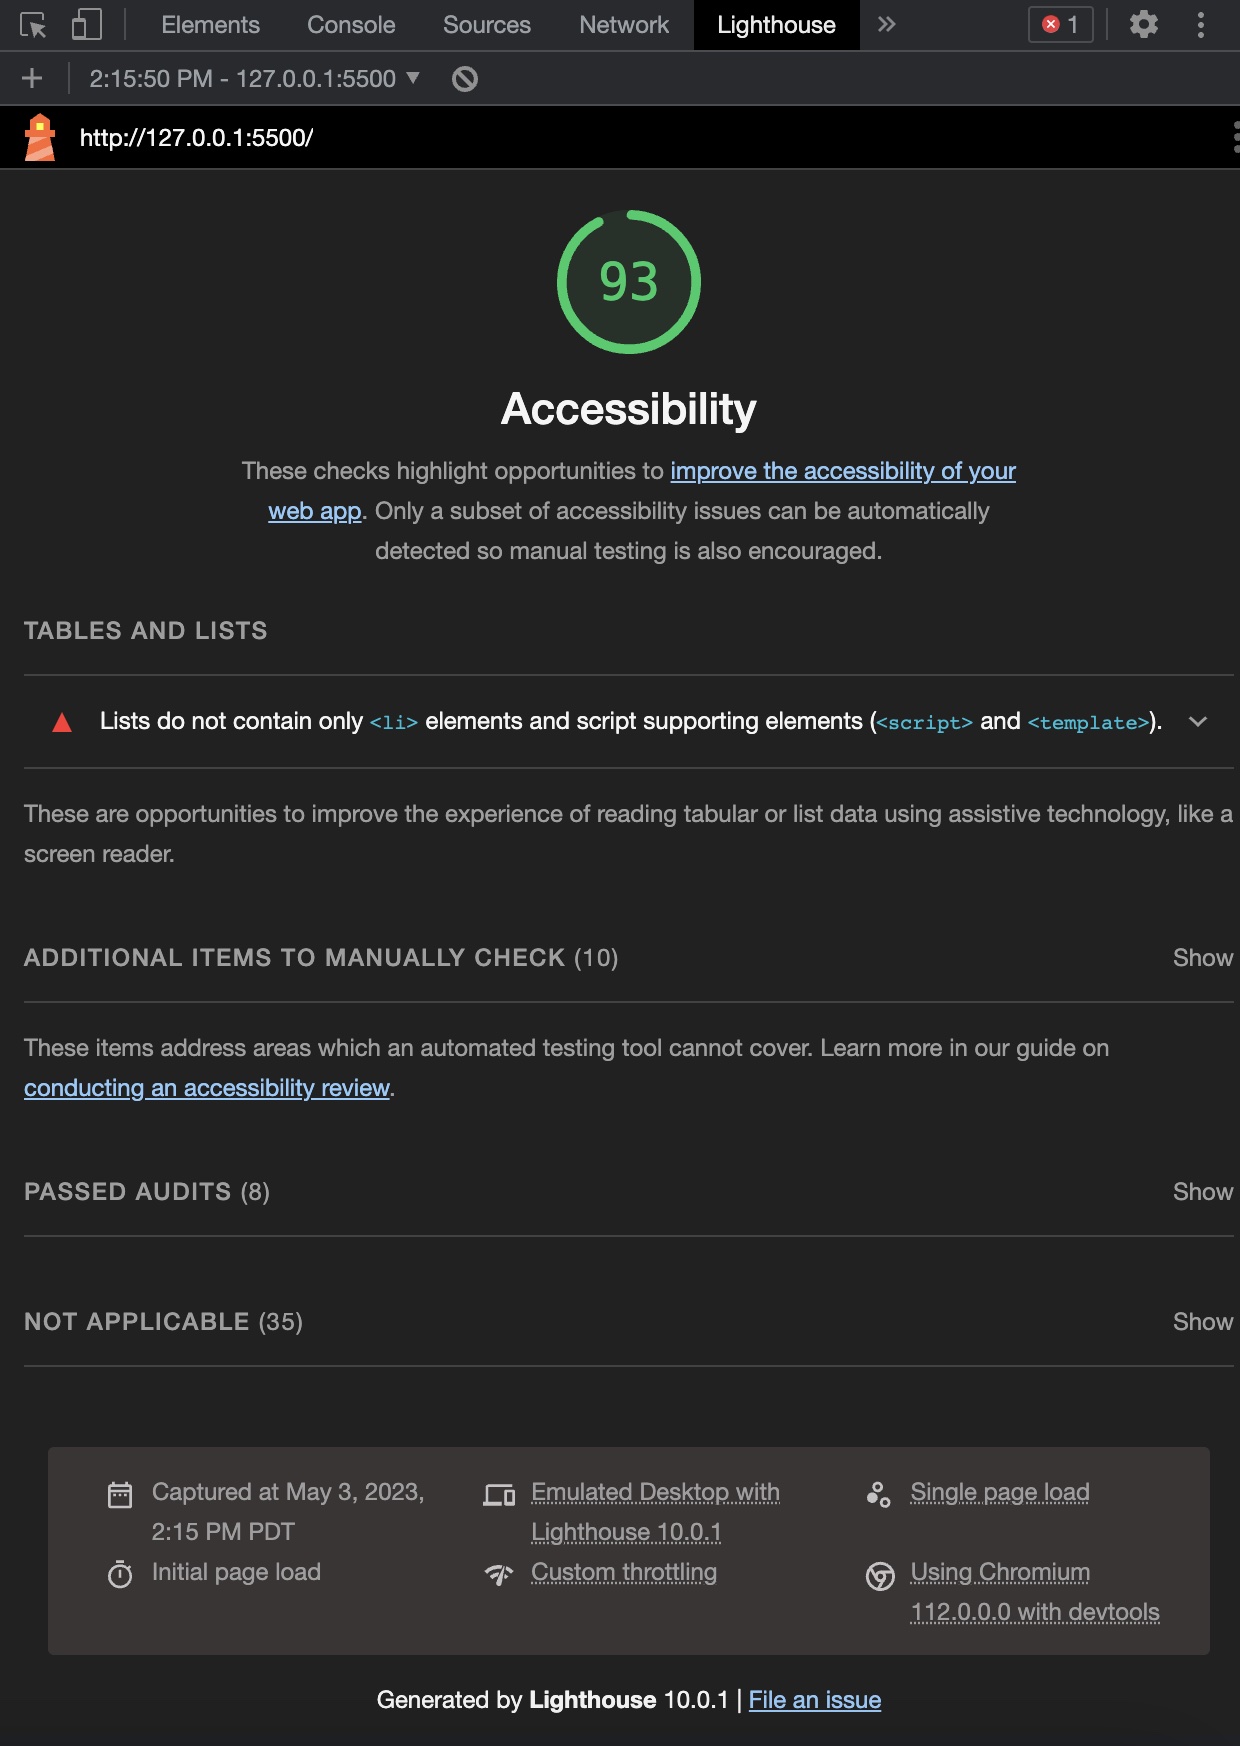 Elements Console Sources Network Lighthouse 1
2:15:50 PM - 127.0.0.1:5500
http://127.0.0.1:5500/
93
Accessibility
These checks highlight opportunities to improve the accessibility of your
web app. Only a subset of accessibility issues can be automatically
detected so manual testing is also encouraged.
TABLES AND LISTS
Lists do not contain only <li> elements and script supporting elements (<script> and <template>).
These are opportunities to improve the experience of reading tabular or list data using assistive technology, like a
screen reader.
ADDITIONAL ITEMS TO MANUALLY CHECK (10) Show
These items address areas which an automated testing tool cannot cover. Learn more in our guide on
conducting an accessibility review.
PASSED AUDITS (8) Show
NOT APPLICABLE (35) Show
Captured at May 3, 2023,
2:15 PM PDT
Emulated Desktop with
Lighthouse 10.0.1
Single page load
Initial page load
Custom throttling
Using Chromium
112.0.0.0 with devtools
Generated by Lighthouse 10.0.1 | File an issue